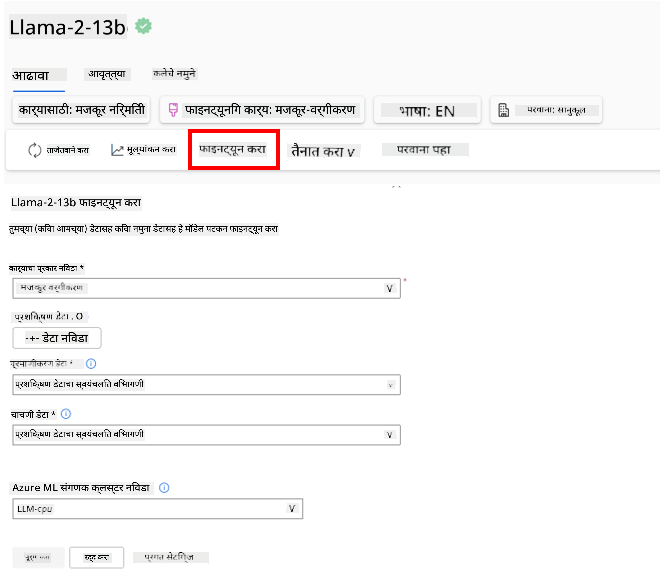 Llama-2-13b
आढावा आवृत्त्या कलेचे नमुने
कार्यासाठी: मजकूर निर्मिती फाइनट्यूनिंग कार्य: मजकूर-वर्गीकरण भाषा: EN परवाना: सानुकूल
ताजेतवाने करा मूल्यांकन करा फाइनट्यून करा तैनात करा v परवाना पहा
Llama-2-13b फाइनट्यून करा
तुमच्या (किंवा आमच्या) डेटासह किंवा नमुना डेटासह हे मॉडेल पटकन फाइनट्यून करा
कार्याचा प्रकार निवडा *
मजकूर वर्गीकरण v
प्रशिक्षण डेटा . O
-+- डेटा निवडा
प्रमाणीकरण डेटा *
प्रशिक्षण डेटाचा स्वयंचलित विभागणी v
चाचणी डेटा *
प्रशिक्षण डेटाचा स्वयंचलित विभागणी v
Azure ML संगणक क्लस्टर निवडा
LLM-cpu v
रद्द करा प्रगत सेटिंग्ज